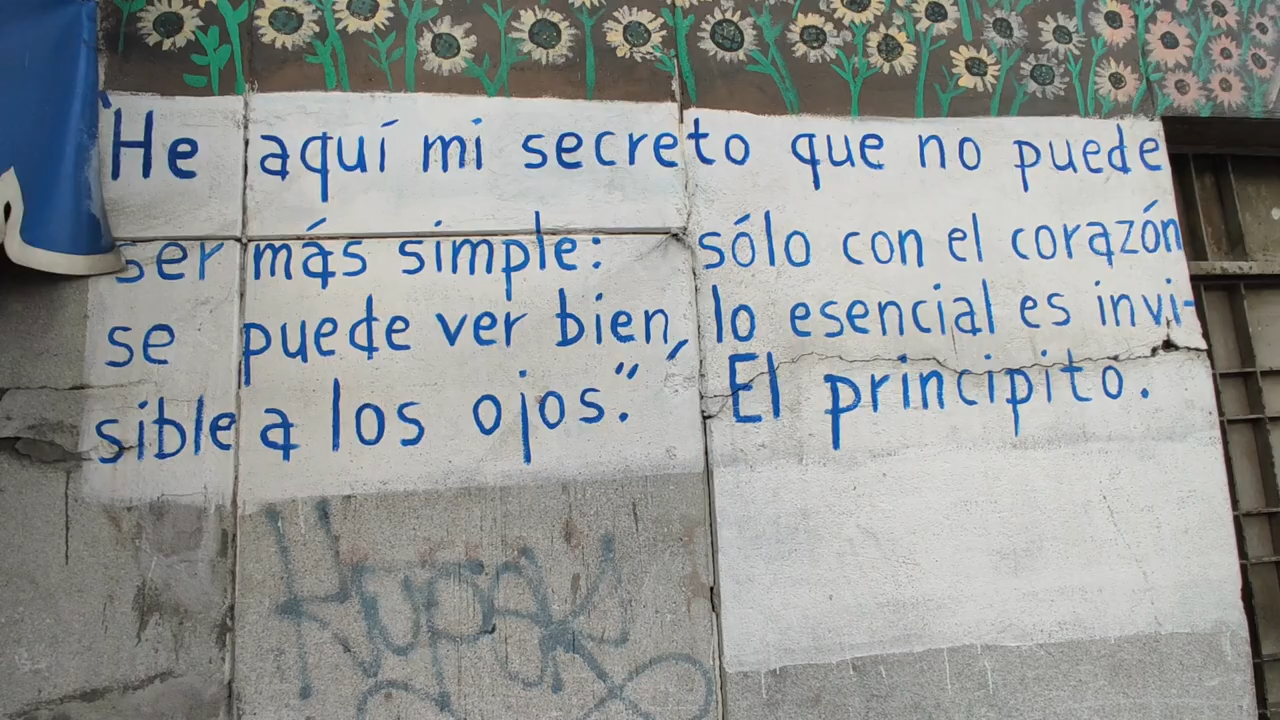 "He aquí mi secreto que no puede
ser más simple: sólo con el corazón
se puede ver bien, lo esencial es invi-
sible a los ojos." El principito.